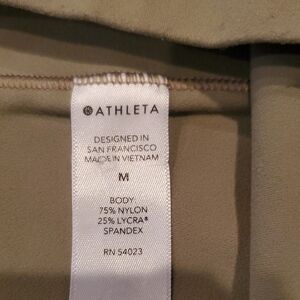 ATHLETA
DESIGNED IN
SAN FRANCISCO
MADE IN VIETNAM
M
BODY:
75% NYLON
25% LYCRA®
SPANDEX
RN 54023